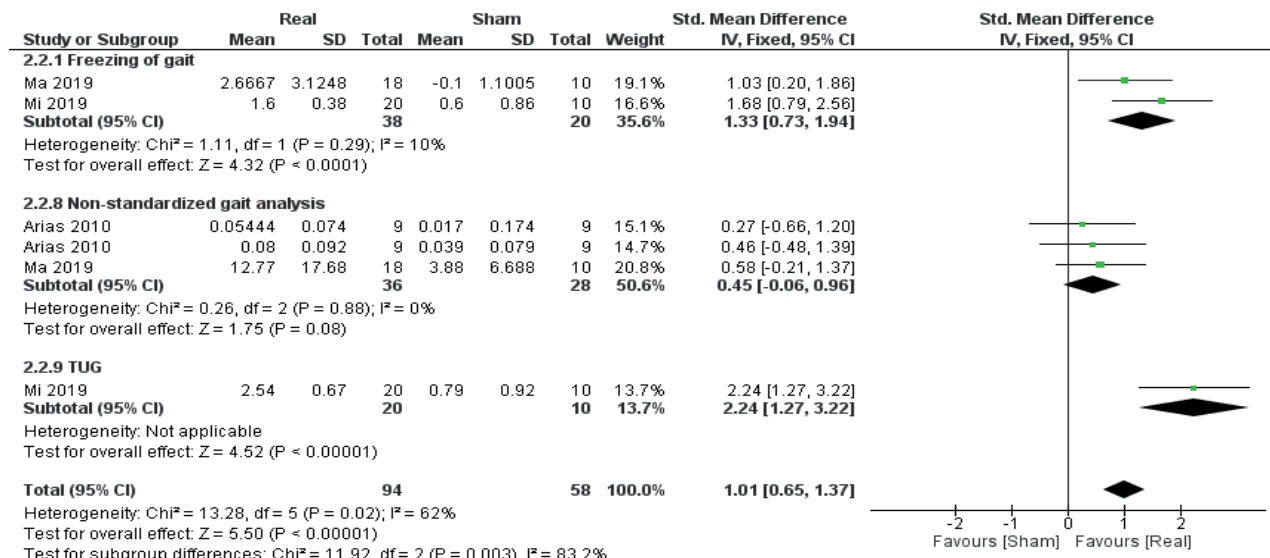 Real Sham Std. Mean Difference Std. Mean Difference
Study or Subgroup Mean SD Total Mean SD Total Weight IV, Fixed, 95% CI IV, Fixed, 95% CI
2.2.1 Freezing of gait
Ma 2019 2.6667 3.1248 18 -0.1 1.1005 10 19.1% 1.03 [0.20, 1.86]
Mi 2019 1.6 0.38 20 0.6 0.86 10 16.6% 1.68 [0.79, 2.56]
Subtotal (95% CI) 38 20 35.6% 1.33 [0.73, 1.94]
Heterogeneity: Chi² = 1.11, df = 1 (P = 0.29); I² = 10%
Test for overall effect: Z = 4.32 (P < 0.0001)
2.2.8 Non-standardized gait analysis
Arias 2010 0.05444 0.074 9 0.017 0.174 9 15.1% 0.27 [-0.66, 1.20]
Arias 2010 0.08 0.092 9 0.039 0.079 9 14.7% 0.46 [-0.48, 1.39]
Ma 2019 12.77 17.68 18 3.88 6.688 10 20.8% 0.58 [-0.21, 1.37]
Subtotal (95% CI) 36 28 50.6% 0.45 [-0.06, 0.96]
Heterogeneity: Chi² = 0.26, df = 2 (P = 0.88); I² = 0%
Test for overall effect: Z = 1.75 (P = 0.08)
2.2.9 TUG
Mi 2019 2.54 0.67 20 0.79 0.92 10 13.7% 2.24 [1.27, 3.22]
Subtotal (95% CI) 20 10 13.7% 2.24 [1.27, 3.22]
Heterogeneity: Not applicable
Test for overall effect: Z = 4.52 (P < 0.00001)
Total (95% CI) 94 58 100.0% 1.01 [0.65, 1.37]
Heterogeneity: Chi² = 13.28, df = 5 (P = 0.02); I² = 62%
Test for overall effect: Z = 5.50 (P < 0.00001)
Test for subgroup differences: Chi² = 11.92, df = 2 (P = 0.003), I² = 83.2%
-2 -1 0 1 2
Favours [Sham] Favours [Real]